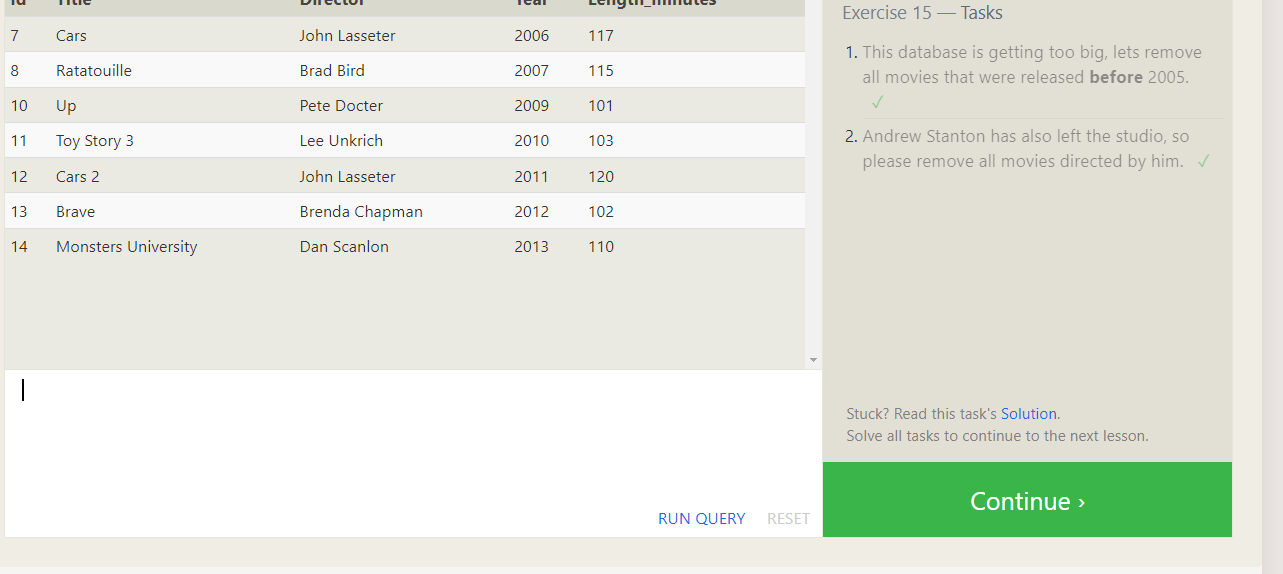 Id Title Director Year Length_minutes
7 Cars John Lasseter 2006 117
8 Ratatouille Brad Bird 2007 115
10 Up Pete Docter 2009 101
11 Toy Story 3 Lee Unkrich 2010 103
12 Cars 2 John Lasseter 2011 120
13 Brave Brenda Chapman 2012 102
14 Monsters University Dan Scanlon 2013 110
RUN QUERY RESET
Exercise 15 — Tasks
1. This database is getting too big, lets remove
all movies that were released before 2005.
✓
2. Andrew Stanton has also left the studio, so
please remove all movies directed by him. ✓
Stuck? Read this task's Solution.
Solve all tasks to continue to the next lesson.
Continue ›